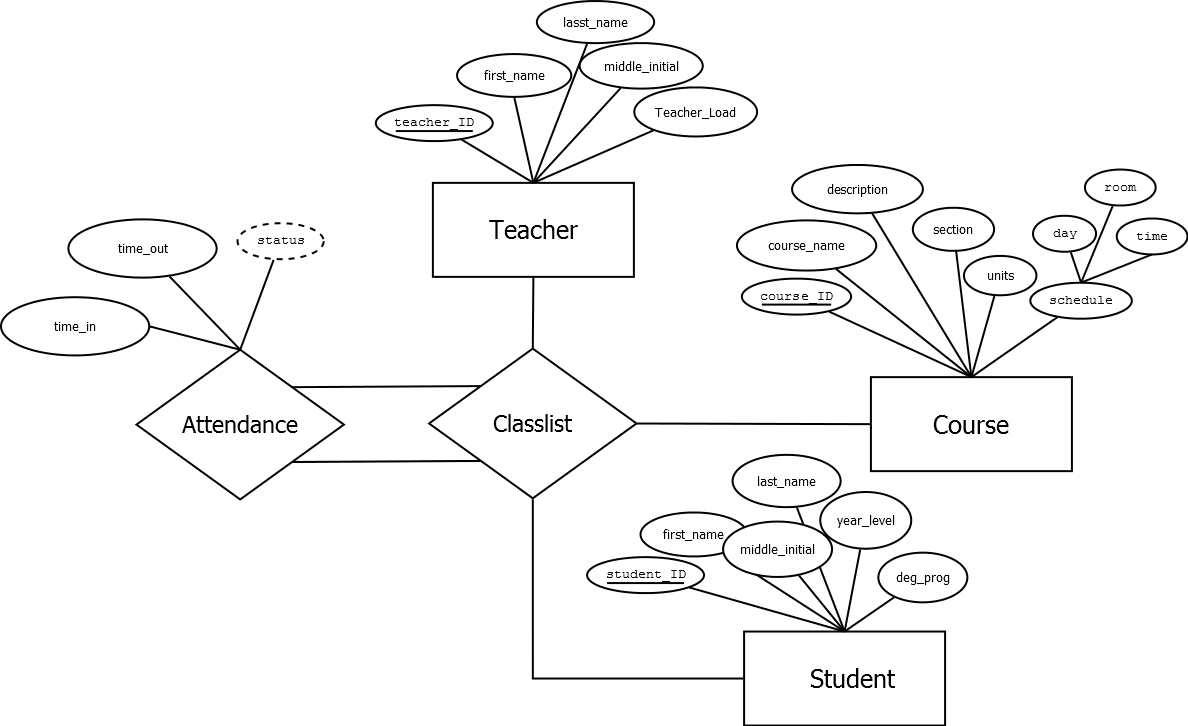 lasst_name
first_name
middle_initial
teacher_ID
Teacher_Load
Teacher
time_out
status
time_in
description
room
course_name
section
day
time
units
course_ID
schedule
Attendance
Classlist
Course
last_name
first_name
middle_initial
year_level
student_ID
deg_prog
Student